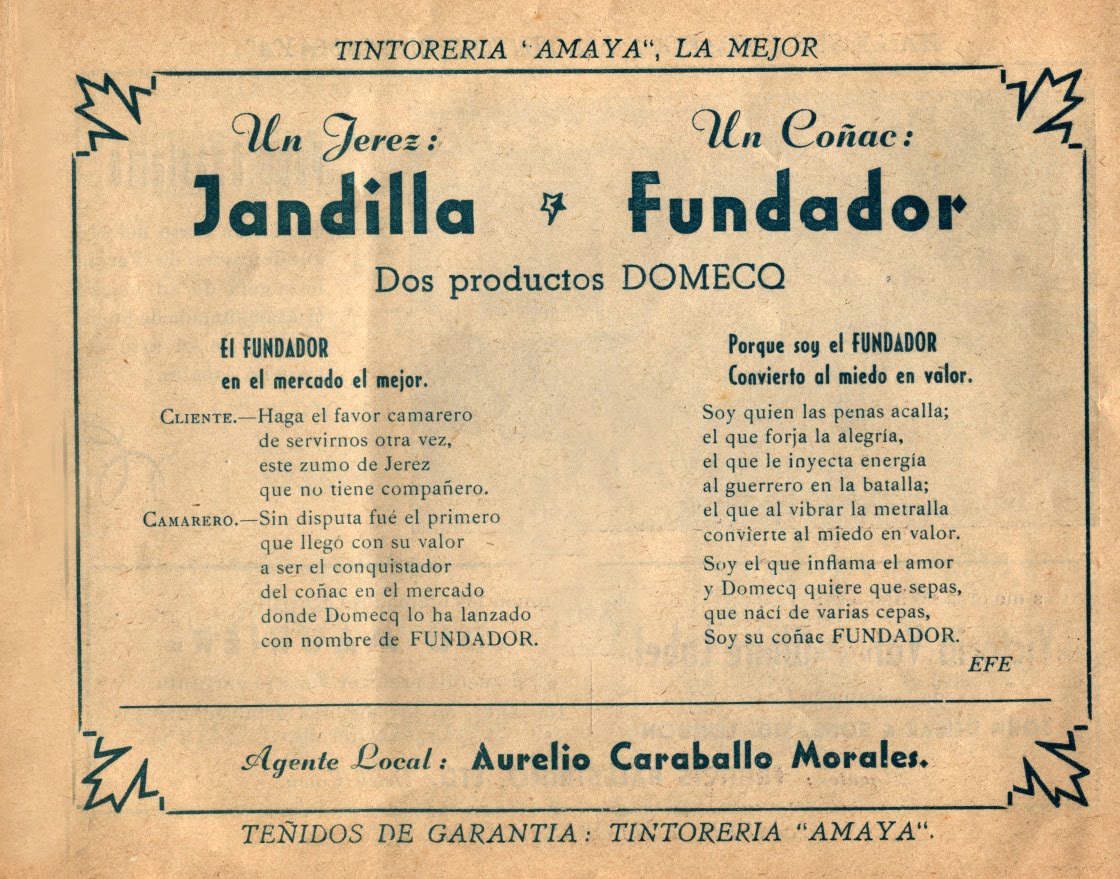 TINTORERIA "AMAYA“, LA MEJOR
Un Jerez:
Jandilla
Un Coñac:
Fundador
Dos productos DOMECQ
El FUNDADOR
en el mercado el mejor.
CLIENTE.—Haga el favor camarero
de servirnos otra vez,
este zumo de Jerez
que no tiene compañero.
CAMARERO.—Sin disputa fué el primero
que llegó con su valor
a ser el conquistador
del coñac en el mercado
donde Domecq lo ha lanzado
con nombre de FUNDADOR.
Porque soy el FUNDADOR
Convierto al miedo en valor.
Soy quien las penas acalla;
el que forja la alegría,
el que le inyecta energía
al guerrero en la batalla;
el que al vibrar la metralla
convierte al miedo en valor.
Soy el que inflama el amor
y Domecq quiere que sepas,
que nací de varias cepas,
Soy su coñac FUNDADOR.
EFE
Agente Local: Aurelio Caraballo Morales.
TEÑIDOS DE GARANTIA: TINTORERIA "AMAYA“.